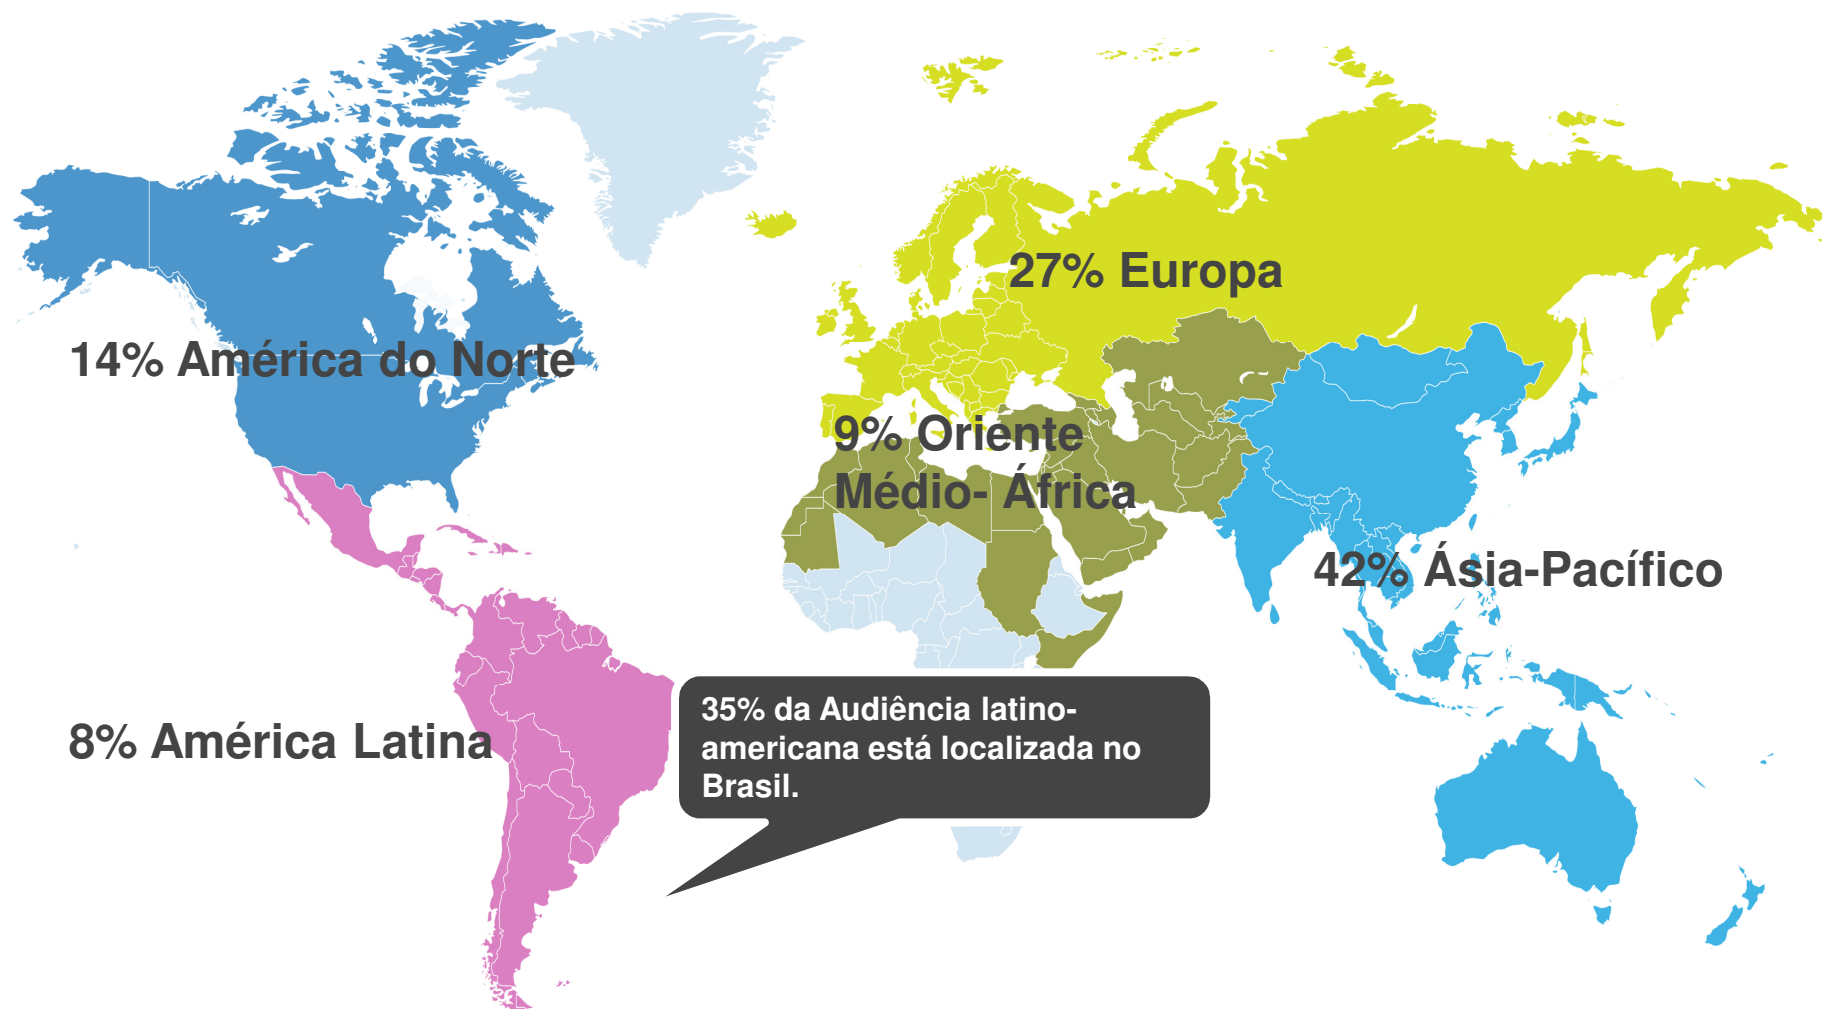 27% Europa
14% América do Norte
9% Oriente
Médio- África
42% Ásia-Pacífico
8% América Latina
35% da Audiência latino-
americana está localizada no
Brasil.